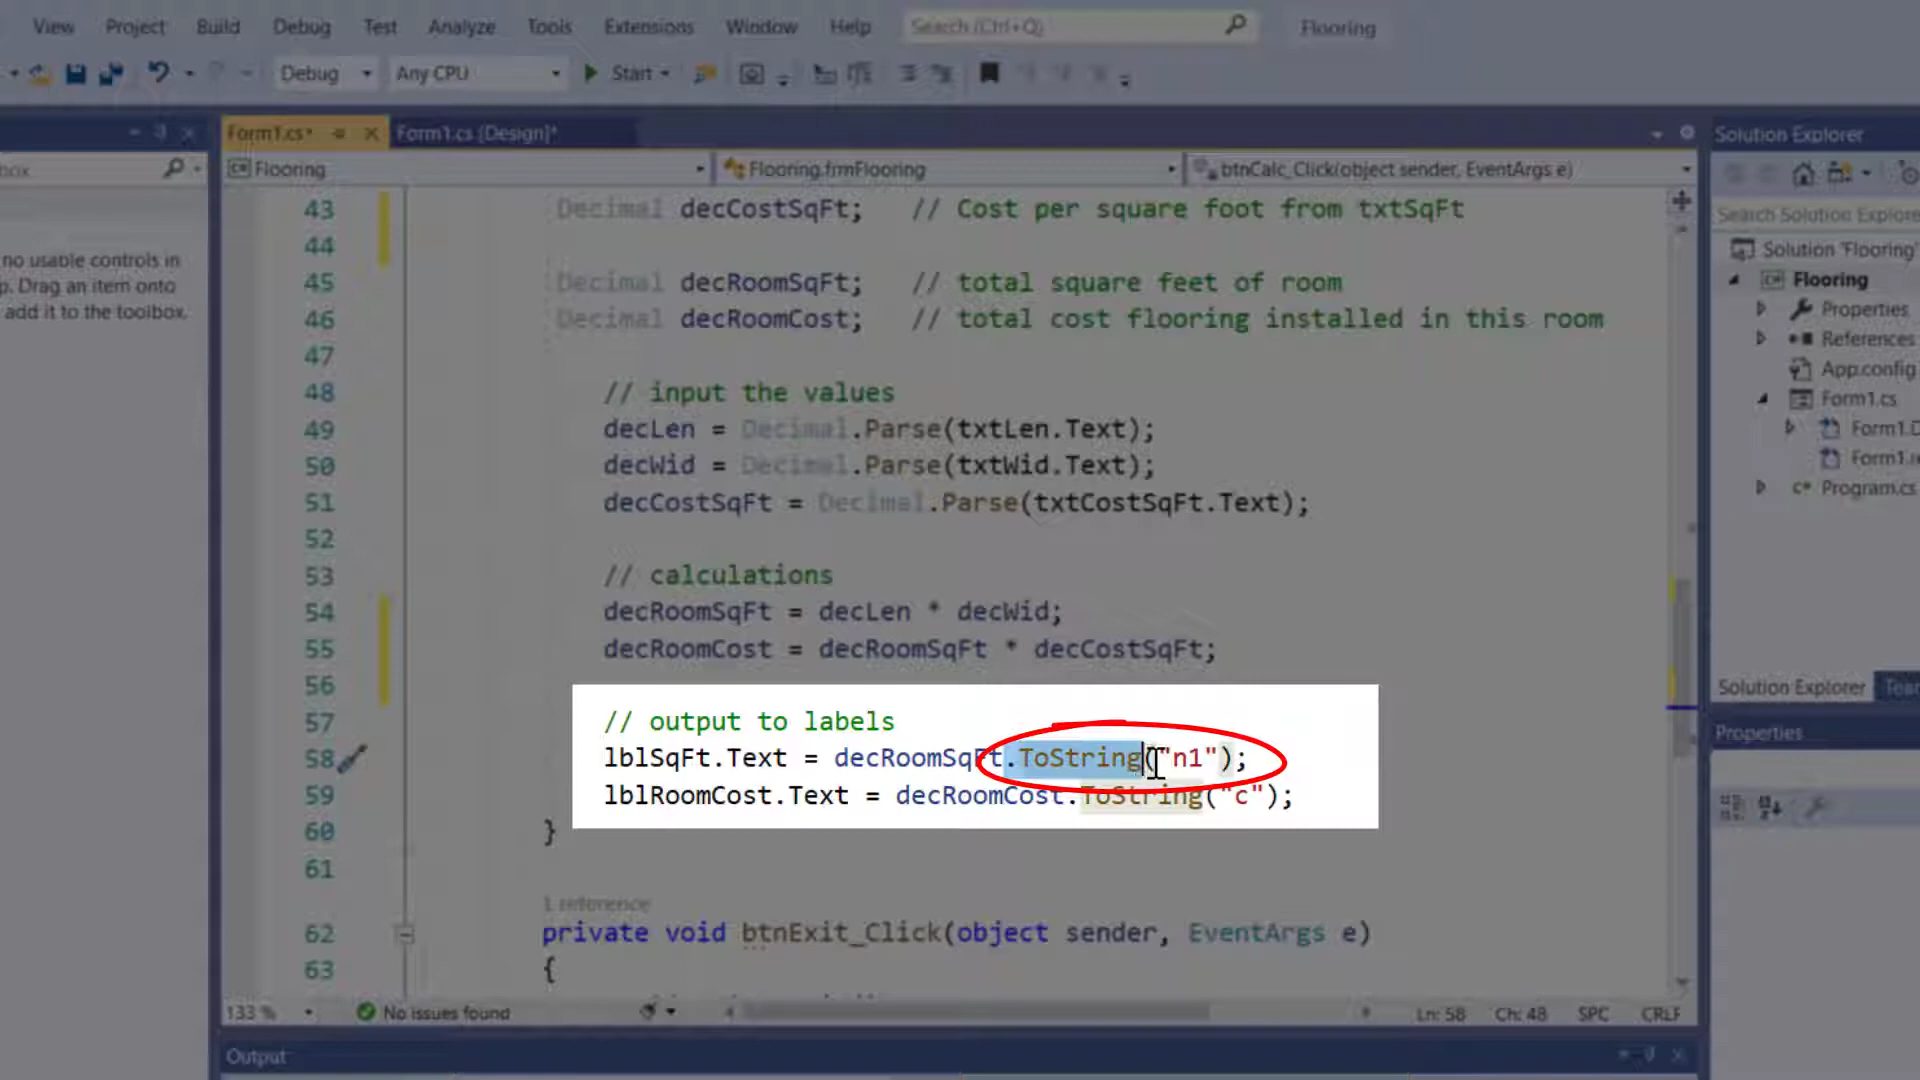 View Project Build Debug Test Analyze Tools Extensions Window Help Search (Ctrl+Q) Flooring
Debug Any CPU Start
Form1.cs* Form1.cs [Design]* Solution Explorer
box Flooring Flooring.frmFlooring btnCalc_Click(object sender, EventArgs e)
no usable controls in
p. Drag an item onto
add it to the toolbox.
43 Decimal decCostSqFt; // Cost per square foot from txtSqFt
44
45 Decimal decRoomSqFt; // total square feet of room
46 Decimal decRoomCost; // total cost flooring installed in this room
47
48 // input the values
49 decLen = Decimal.Parse(txtLen.Text);
50 decWid = Decimal.Parse(txtWid.Text);
51 decCostSqFt = Decimal.Parse(txtCostSqFt.Text);
52
53 // calculations
54 decRoomSqFt = decLen * decWid;
55 decRoomCost = decRoomSqFt * decCostSqFt;
56
57 // output to labels
58 lblSqFt.Text = decRoomSqFt.ToString("n1");
59 lblRoomCost.Text = decRoomCost.ToString("c");
60 }
61
1 reference
62 private void btnExit_Click(object sender, EventArgs e)
63 {
133 % No issues found Ln: 58 Ch: 48 SPC CRLF
Output
Search Solution Explore
Solution 'Flooring'
C# Flooring
Properties
References
App.config
Form1.cs
Form1.D
Form1.re
C# Program.cs
Solution Explorer Tea
Properties